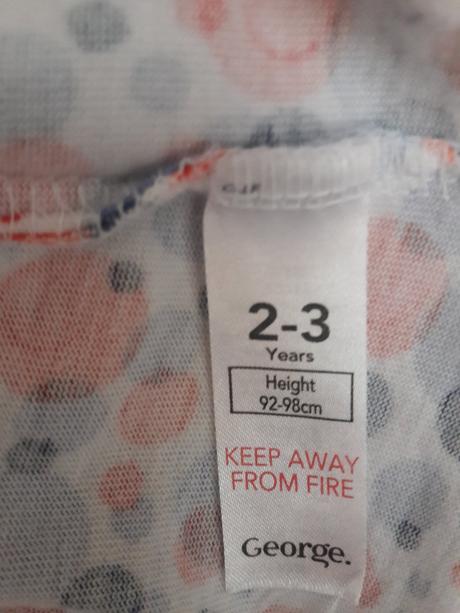 2-3
Years
Height
92-98cm
KEEP AWAY
FROM FIRE
George.